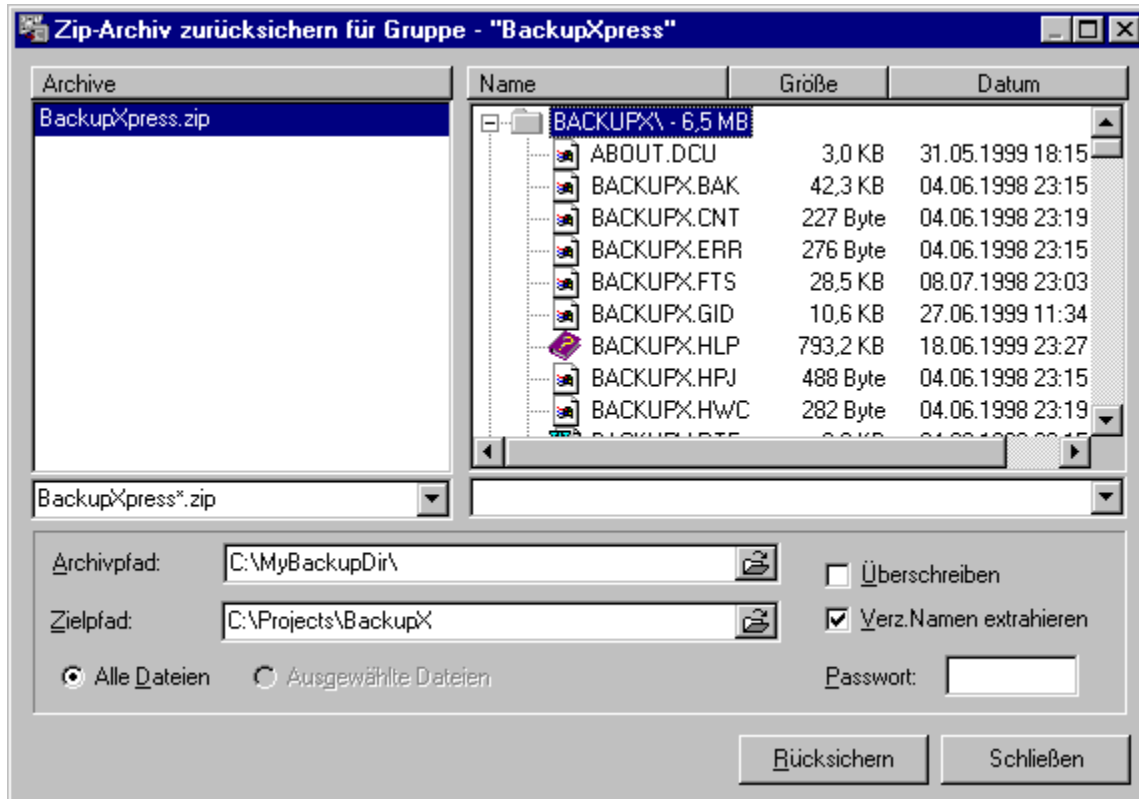 Zip-Archiv zurücksichern für Gruppe - "BackupXpress"
Archive
Name Größe Datum
BackupXpress.zip
BACKUPX\ - 6,5 MB
ABOUT.DCU 3,0 KB 31.05.1999 18:15
BACKUPX.BAK 42,3 KB 04.06.1998 23:15
BACKUPX.CNT 227 Byte 04.06.1998 23:19
BACKUPX.ERR 276 Byte 04.06.1998 23:15
BACKUPX.FTS 28,5 KB 08.07.1998 23:03
BACKUPX.GID 10,6 KB 27.06.1999 11:34
BACKUPX.HLP 793,2 KB 18.06.1999 23:27
BACKUPX.HPJ 488 Byte 04.06.1998 23:15
BACKUPX.HWC 282 Byte 04.06.1998 23:19
BackupXpress*.zip
Archivpfad: C:\MyBackupDir\
Überschreiben
Zielpfad: C:\Projects\BackupX
Verz.Namen extrahieren
Alle Dateien Ausgewählte Dateien
Passwort:
Rücksichern Schließen